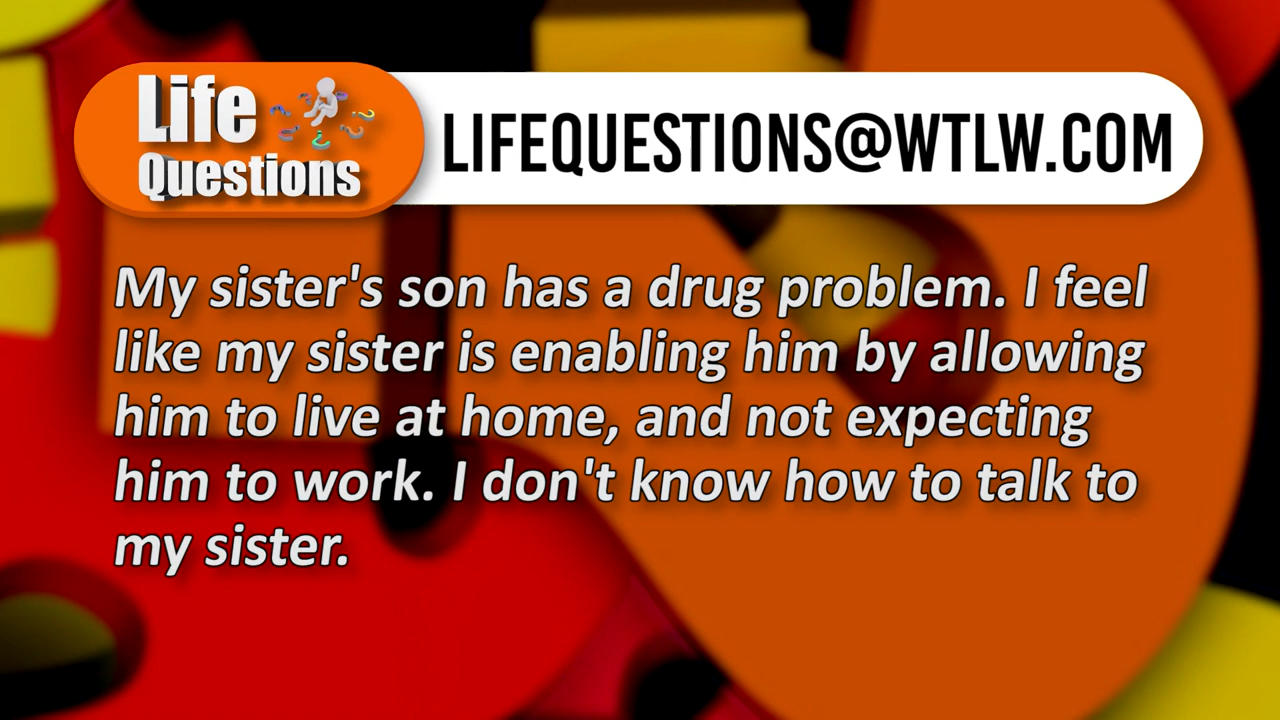 Life
Questions
LIFEQUESTIONS@WTLW.COM
My sister's son has a drug problem. I feel
like my sister is enabling him by allowing
him to live at home, and not expecting
him to work. I don't know how to talk to
my sister.